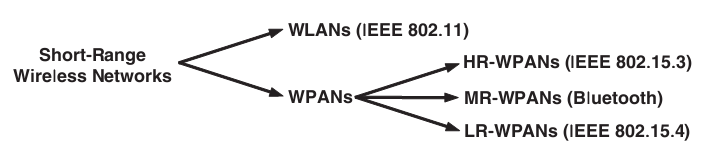 WLANs (IEEE 802.11)
Short-Range
Wireless Networks
HR-WPANs (IEEE 802.15.3)
WPANs
MR-WPANs (Bluetooth)
LR-WPANs (IEEE 802.15.4)